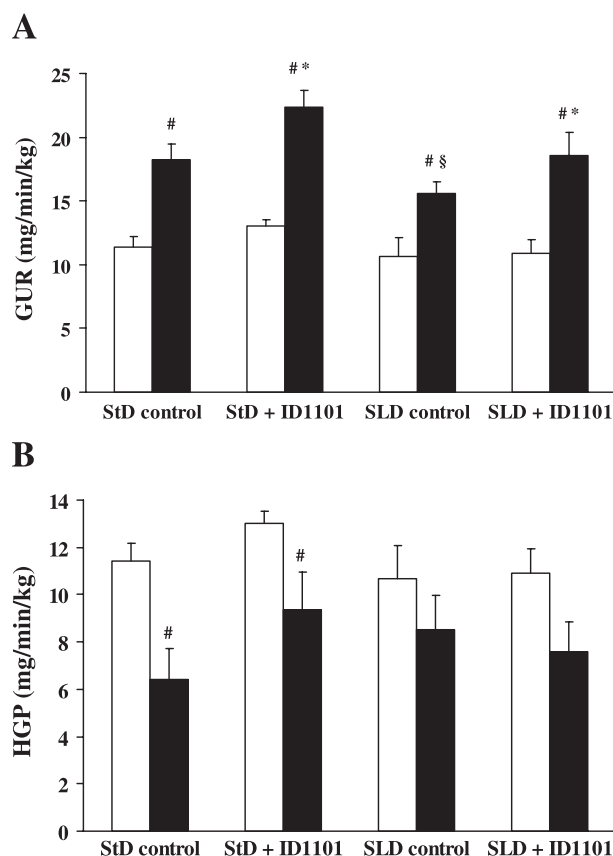 A
GUR (mg/min/kg)
25
20
15
10
5
0
#
# *
# §
# *
StD control
StD + ID1101
SLD control
SLD + ID1101
B
HGP (mg/min/kg)
14
12
10
8
6
4
2
0
#
#
StD control
StD + ID1101
SLD control
SLD + ID1101